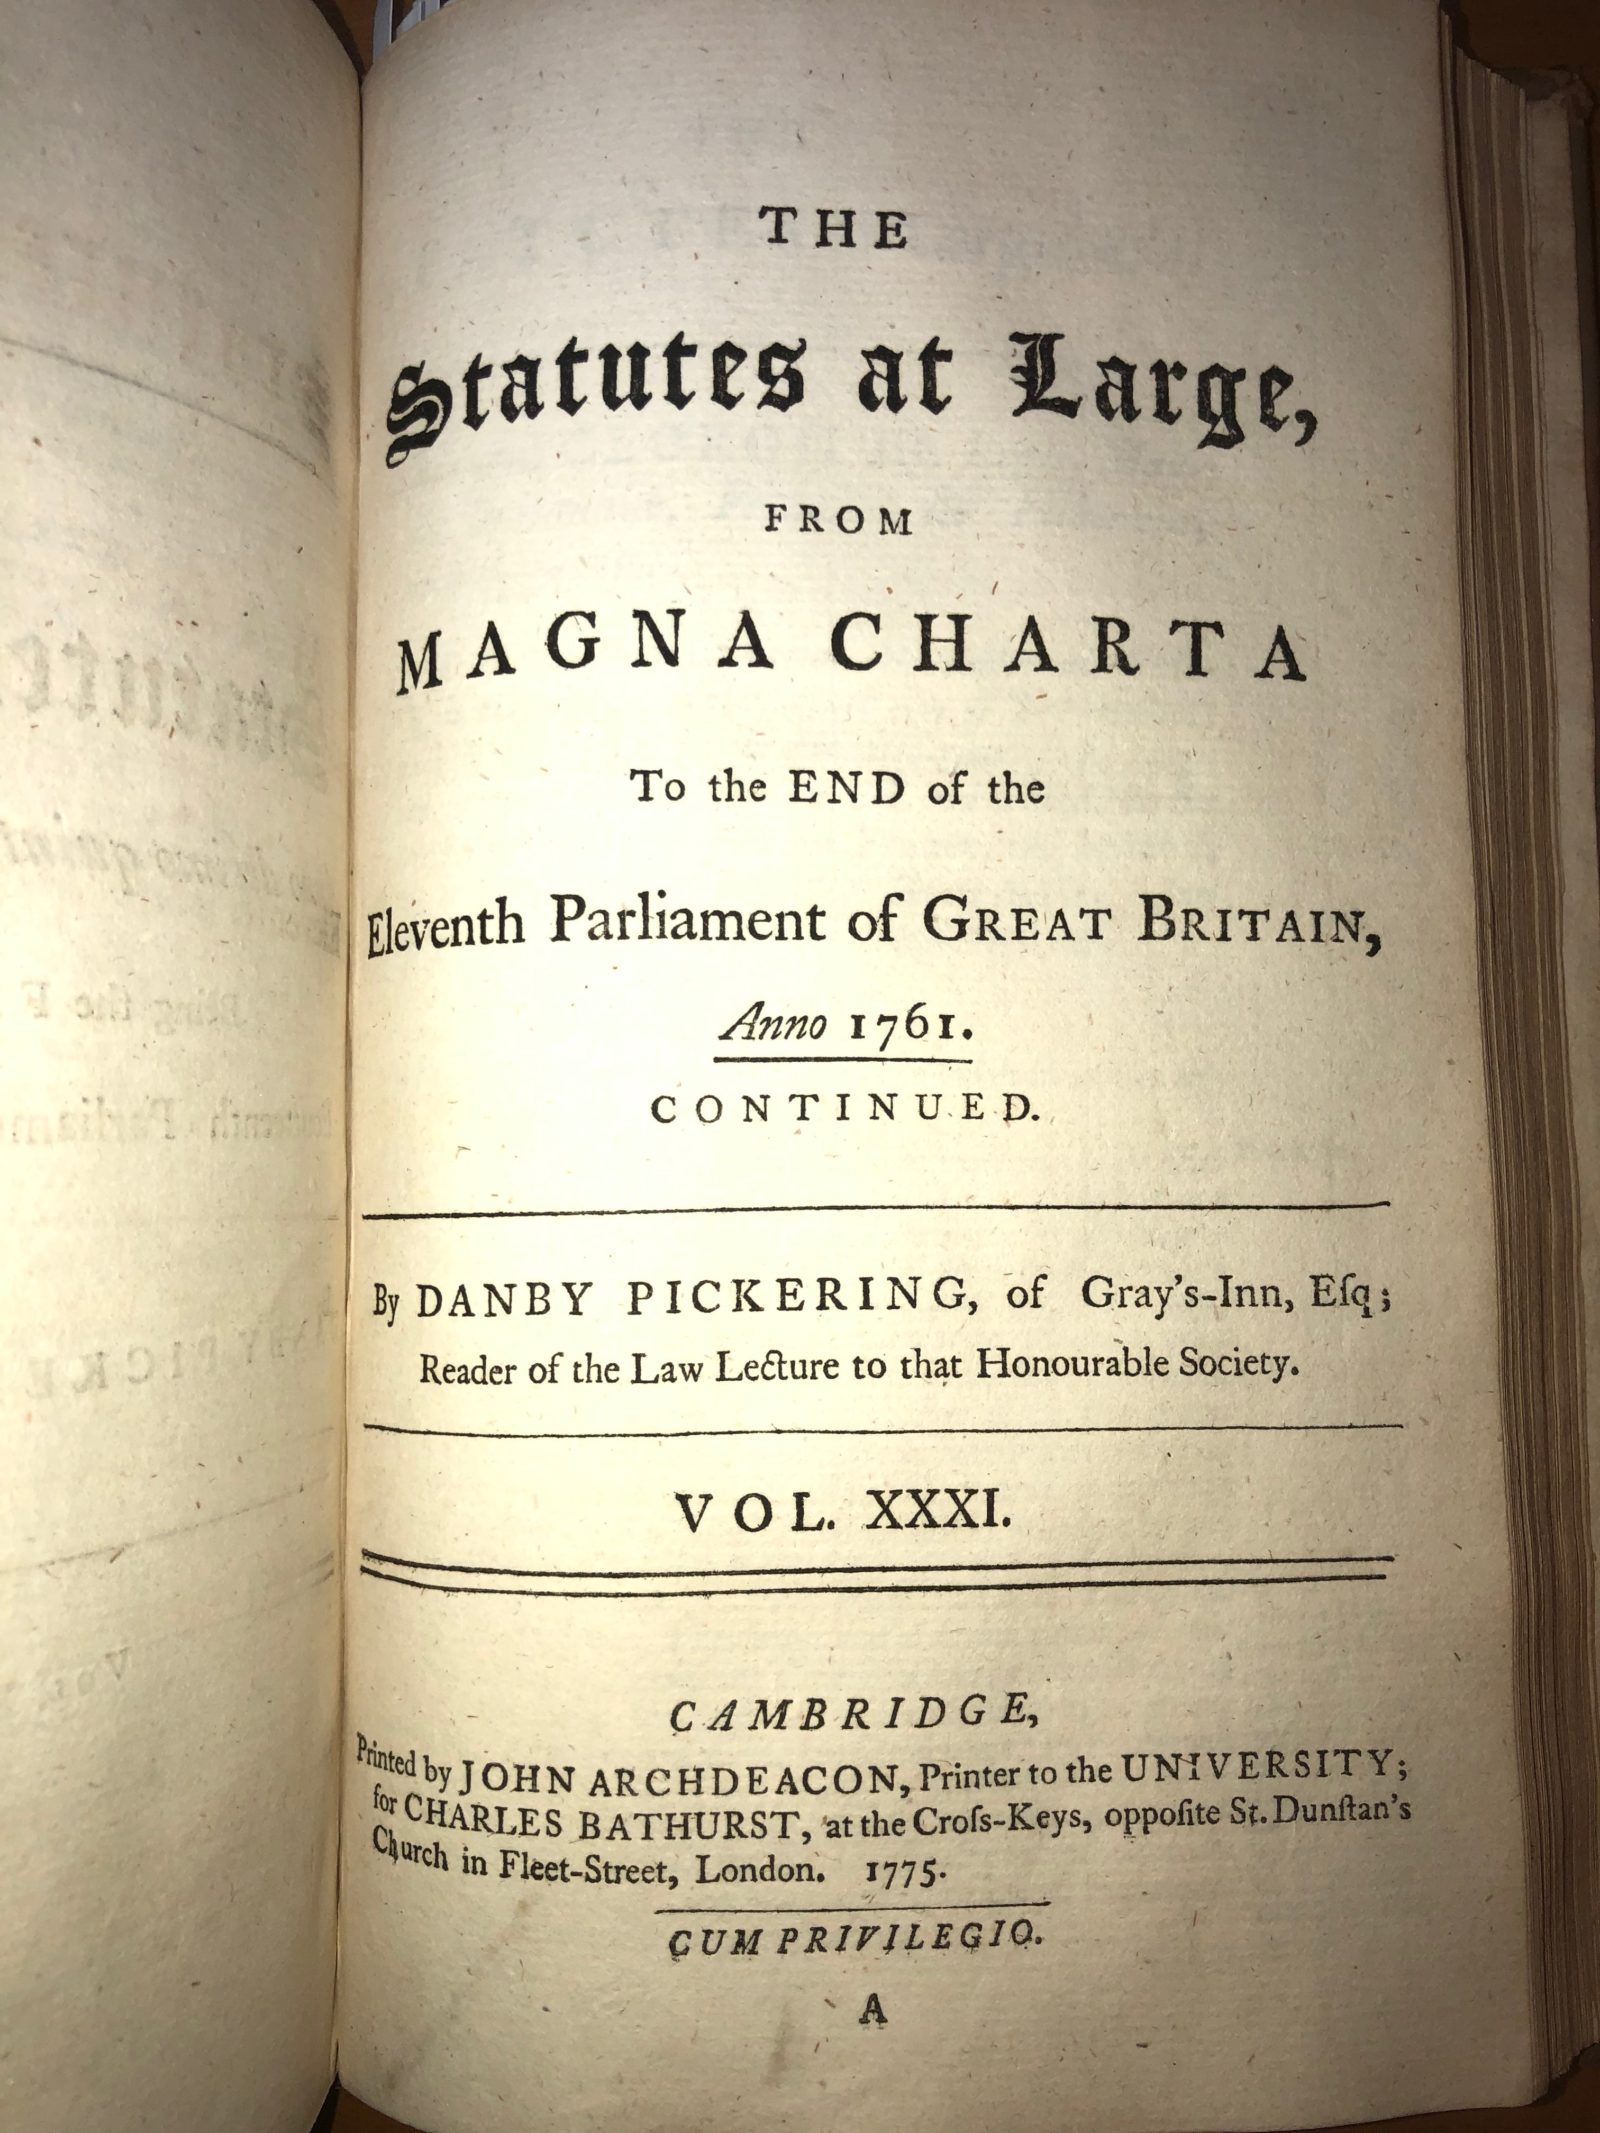 THE
Statutes at Large,
FROM
MAGNA CHARTA
To the END of the
Eleventh Parliament of GREAT BRITAIN,
Anno 1761.
CONTINUED.
By DANBY PICKERING, of Gray's-Inn, Eſq;
Reader of the Law Lecture to that Honourable Society.
VOL. XXXI.
CAMBRIDGE,
Printed by JOHN ARCHDEACON, Printer to the UNIVERSITY;
for CHARLES BATHURST, at the Croſs-Keys, oppoſite St. Dunſtan's
Church in Fleet-Street, London. 1775.
CUM PRIVILEGIO.
A